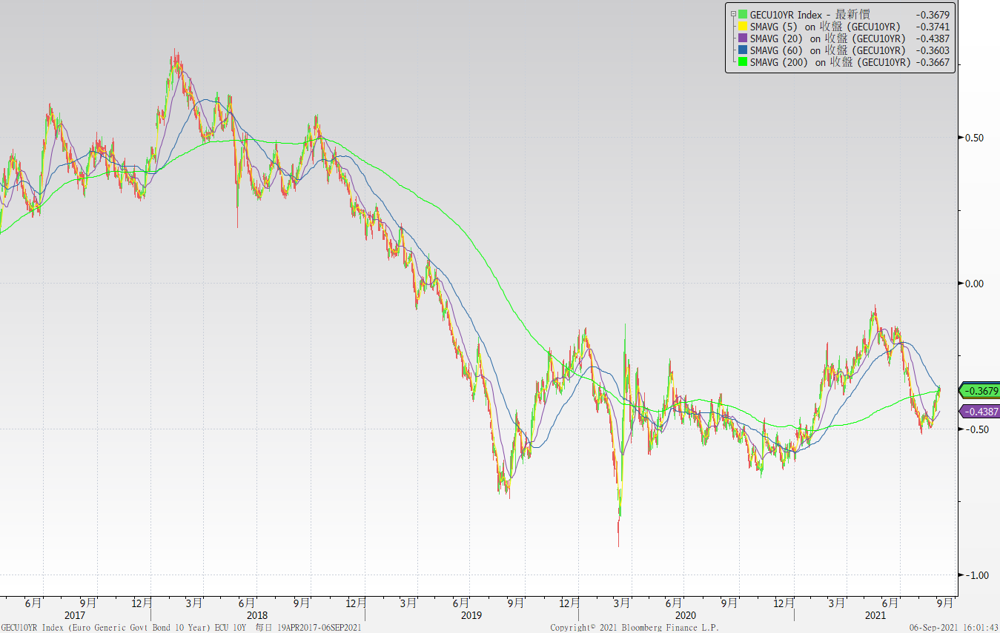 GECU10YR Index - 最新價 -0.3679
SMAVG (5) on 收盤 (GECU10YR) -0.3741
SMAVG (20) on 收盤 (GECU10YR) -0.4387
SMAVG (60) on 收盤 (GECU10YR) -0.3603
SMAVG (200) on 收盤 (GECU10YR) -0.3667
0.50
0.00
-0.3679
-0.4387
-0.50
-1.00
6月 9月 12月 3月 6月 9月 12月 3月 6月 9月 12月 3月 6月 9月 12月 3月 6月 9月
2017 2018 2019 2020 2021
GECU10YR Index (Euro Generic Govt Bond 10 Year) ECU 10Y 每日 19APR2017-06SEP2021 Copyright© 2021 Bloomberg Finance L.P. 06-Sep-2021 16:01:43